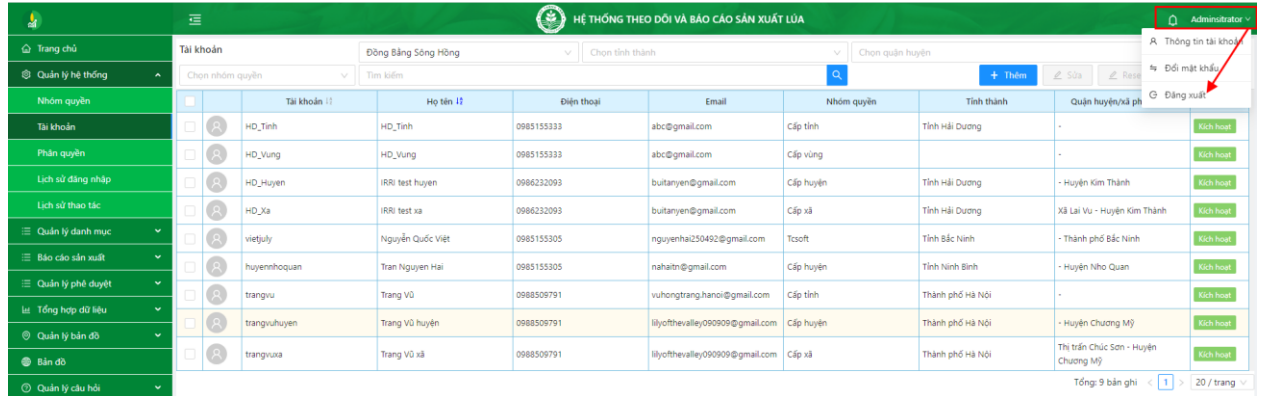 HỆ THỐNG THEO DÕI VÀ BÁO CÁO SẢN XUẤT LÚA
Adminsitrator
Trang chủ
Quản lý hệ thống
Nhóm quyền
Tài khoản
Phân quyền
Lịch sử đăng nhập
Lịch sử thao tác
Quản lý danh mục
Báo cáo sản xuất
Quản lý phê duyệt
Tổng hợp dữ liệu
Quản lý bản đồ
Bản đồ
Quản lý câu hỏi
Thông tin tài khoản
Đổi mật khẩu
Đăng xuất
Tài khoản
Đồng Bằng Sông Hồng
Chọn tỉnh thành
Chọn quận huyện
Chọn nhóm quyền
Tìm kiếm
+ Thêm
Sửa
Tài khoản Họ tên Điện thoại Email Nhóm quyền Tỉnh thành Quận huyện/xã
HD_Tinh HD_Tinh 0985155333 abc@gmail.com Cấp tỉnh Tỉnh Hải Dương - Kích hoạt
HD_Vung HD_Vung 0985155333 abc@gmail.com Cấp vùng - Kích hoạt
HD_Huyen IRRI test huyen 0986232093 buitanyen@gmail.com Cấp huyện Tỉnh Hải Dương - Huyện Kim Thành Kích hoạt
HD_Xa IRRI test xa 0986232093 buitanyen@gmail.com Cấp xã Tỉnh Hải Dương Xã Lai Vu - Huyện Kim Thành Kích hoạt
vietjuly Nguyễn Quốc Việt 0985155305 nguyenhai250492@gmail.com Tcsoft Tỉnh Bắc Ninh - Thành phố Bắc Ninh Kích hoạt
huyennhoquan Tran Nguyen Hai 0985155305 nahaitn@gmail.com Cấp huyện Tỉnh Ninh Bình - Huyện Nho Quan Kích hoạt
trangvu Trang Vũ 0988509791 vuhongtrang.hanoi@gmail.com Cấp tỉnh Thành phố Hà Nội - Kích hoạt
trangvuhuyen Trang Vũ huyện 0988509791 lilyofthevalley090909@gmail.com Cấp huyện Thành phố Hà Nội - Huyện Chương Mỹ Kích hoạt
trangvuxa Trang Vũ xã 0988509791 lilyofthevalley090909@gmail.com Cấp xã Thành phố Hà Nội Thị trấn Chúc Sơn - Huyện Chương Mỹ Kích hoạt
Tổng: 9 bản ghi < 1 > 20 / trang